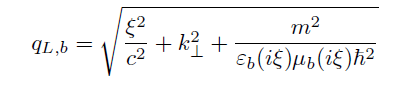 q_{L,b} = \sqrt{\frac{\xi^2}{c^2} + k_\perp^2 + \frac{m^2}{\varepsilon_b(i\xi)\mu_b(i\xi)\hbar^2}}